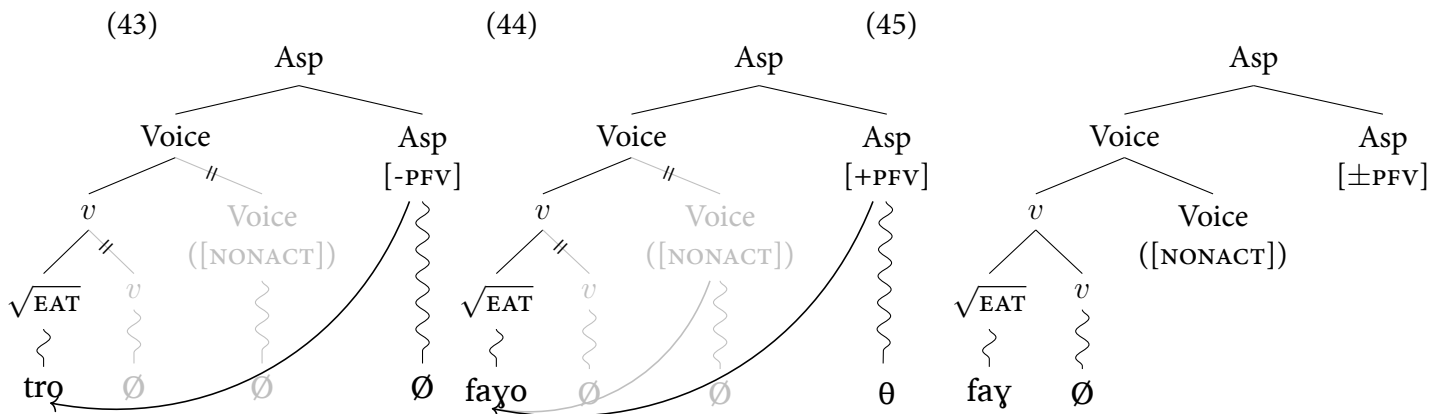 (43) (44) (45)
Asp Asp Asp
Voice Asp Voice Asp Voice Asp
[-PFV] [+PFV] [±PFV]
v Voice v Voice v Voice
([NONACT]) ([NONACT]) ([NONACT])
√EAT v √EAT v √EAT v
tro Ø Ø Ø faɣo Ø Ø θ faɣ Ø